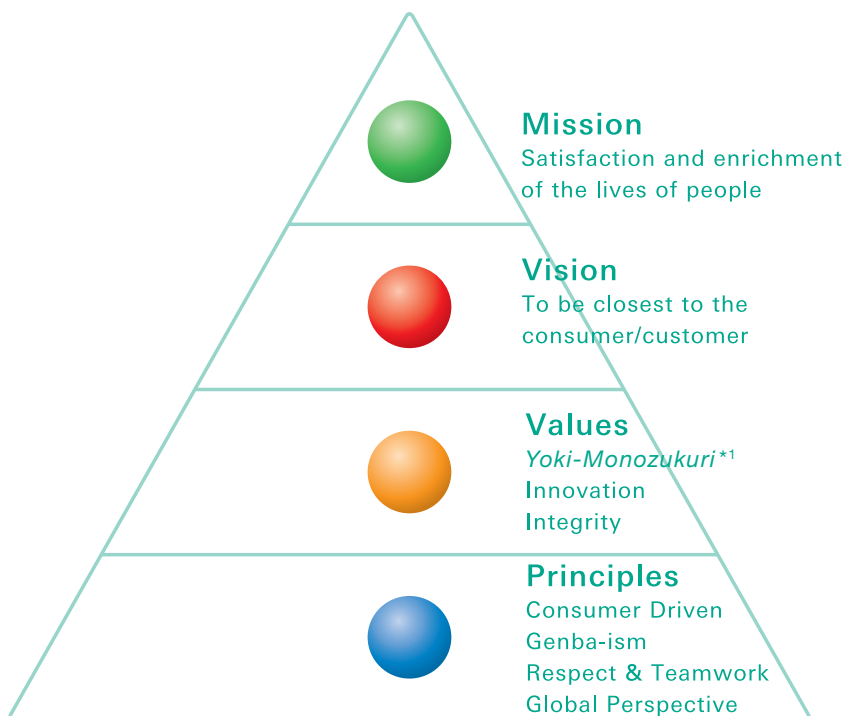 Mission
Satisfaction and enrichment
of the lives of people
Vision
To be closest to the
consumer/customer
Values
Yoki-Monozukuri*1
Innovation
Integrity
Principles
Consumer Driven
Genba-ism
Respect & Teamwork
Global Perspective